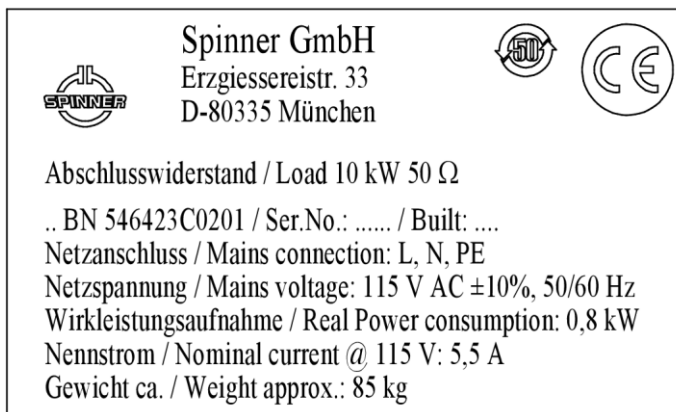 Spinner GmbH
Erzgiessereistr. 33
D-80335 München
SPINNER
50
CE
Abschlusswiderstand / Load 10 kW 50 Ω
.. BN 546423C0201 / Ser.No.: ...... / Built: ....
Netzanschluss / Mains connection: L, N, PE
Netzspannung / Mains voltage: 115 V AC ±10%, 50/60 Hz
Wirkleistungsaufnahme / Real Power consumption: 0,8 kW
Nennstrom / Nominal current @ 115 V: 5,5 A
Gewicht ca. / Weight approx.: 85 kg